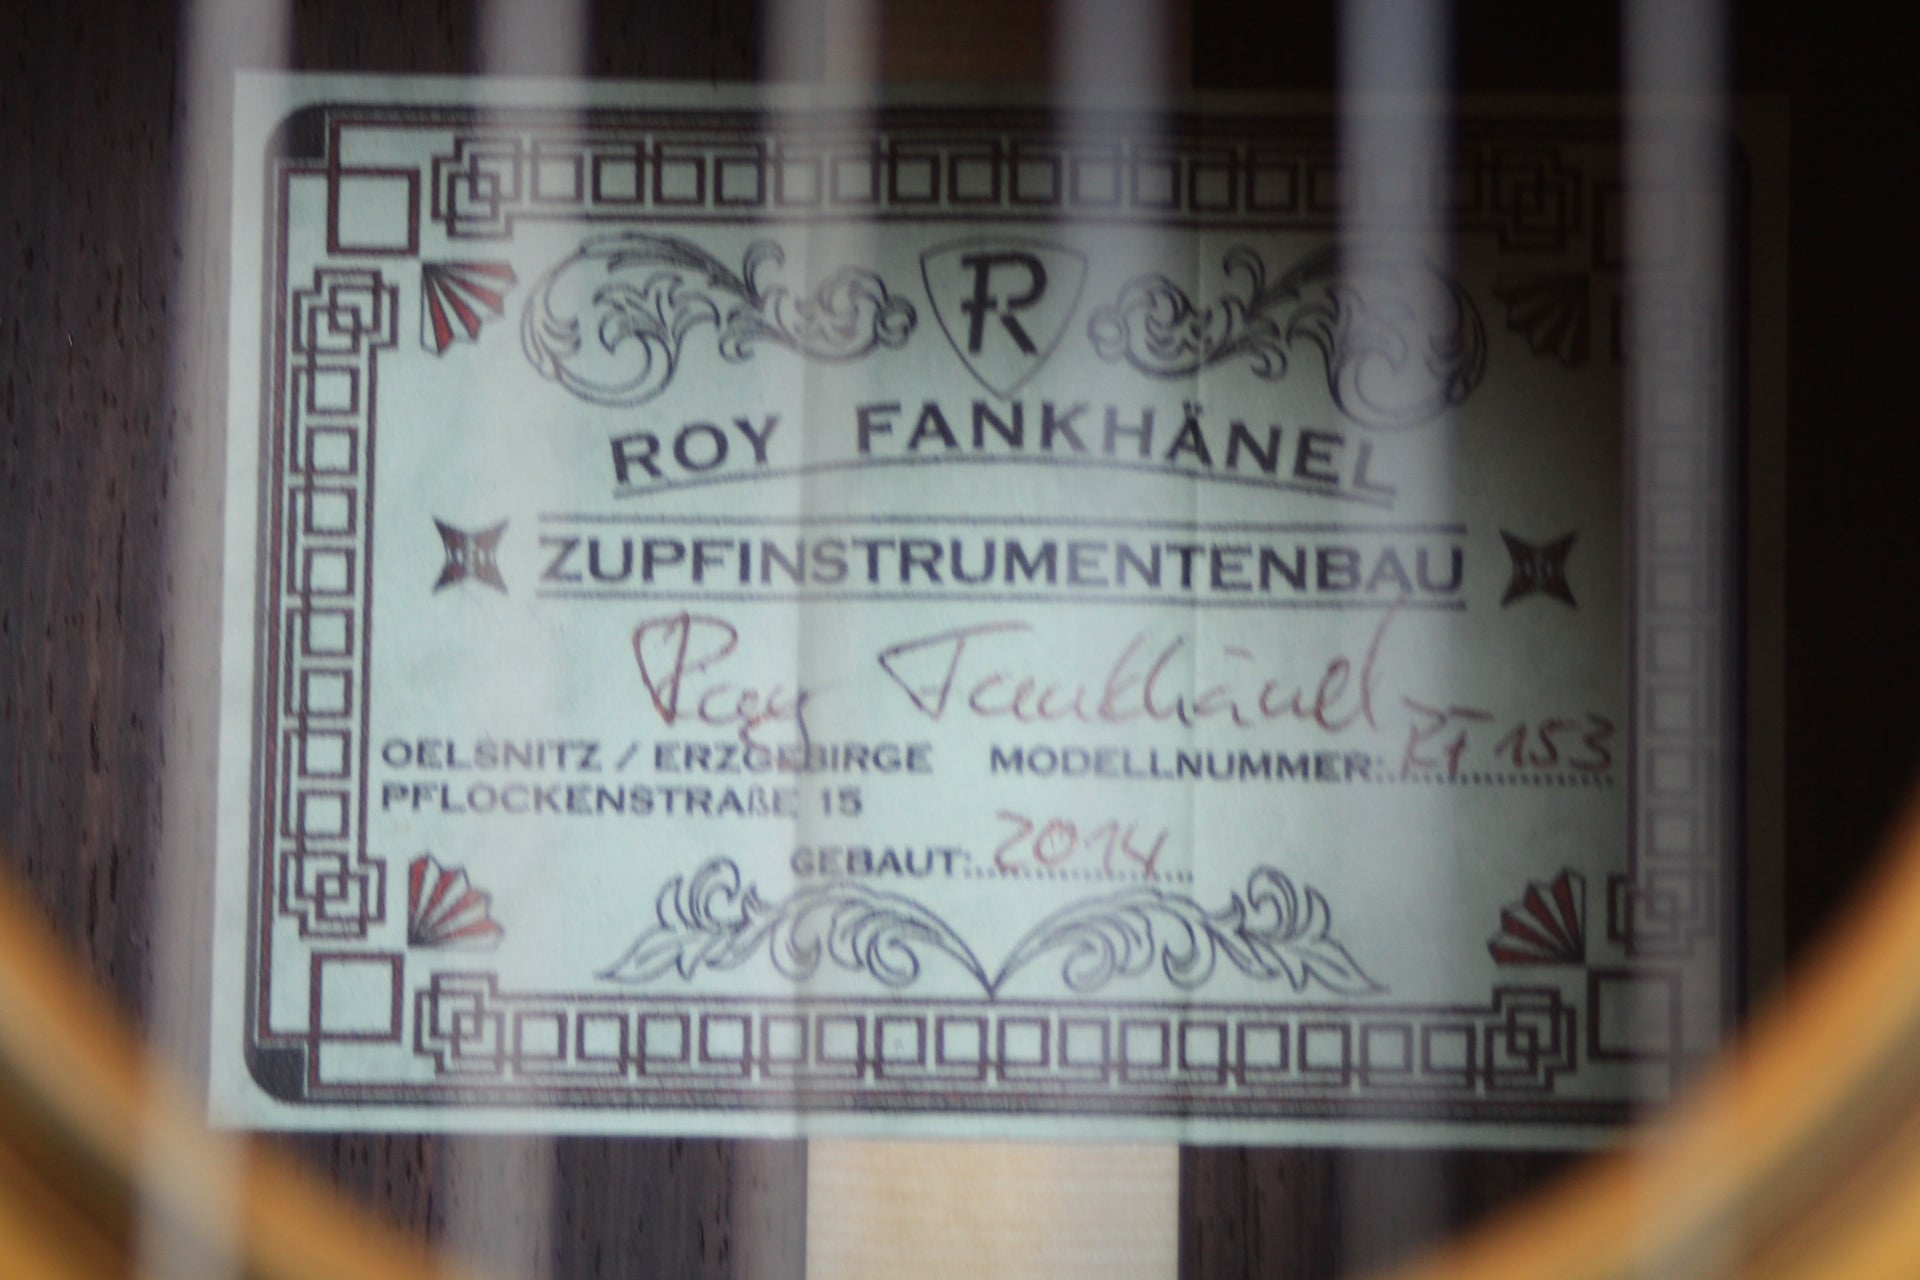 R
ROY FANKHÄNEL
ZUPFINSTRUMENTENBAU
Roy Fankhänel
OELSNITZ / ERZGEBIRGE MODELLNUMMER: RF 153
PFLOCKENSTRAßE 15
GEBAUT: 2014